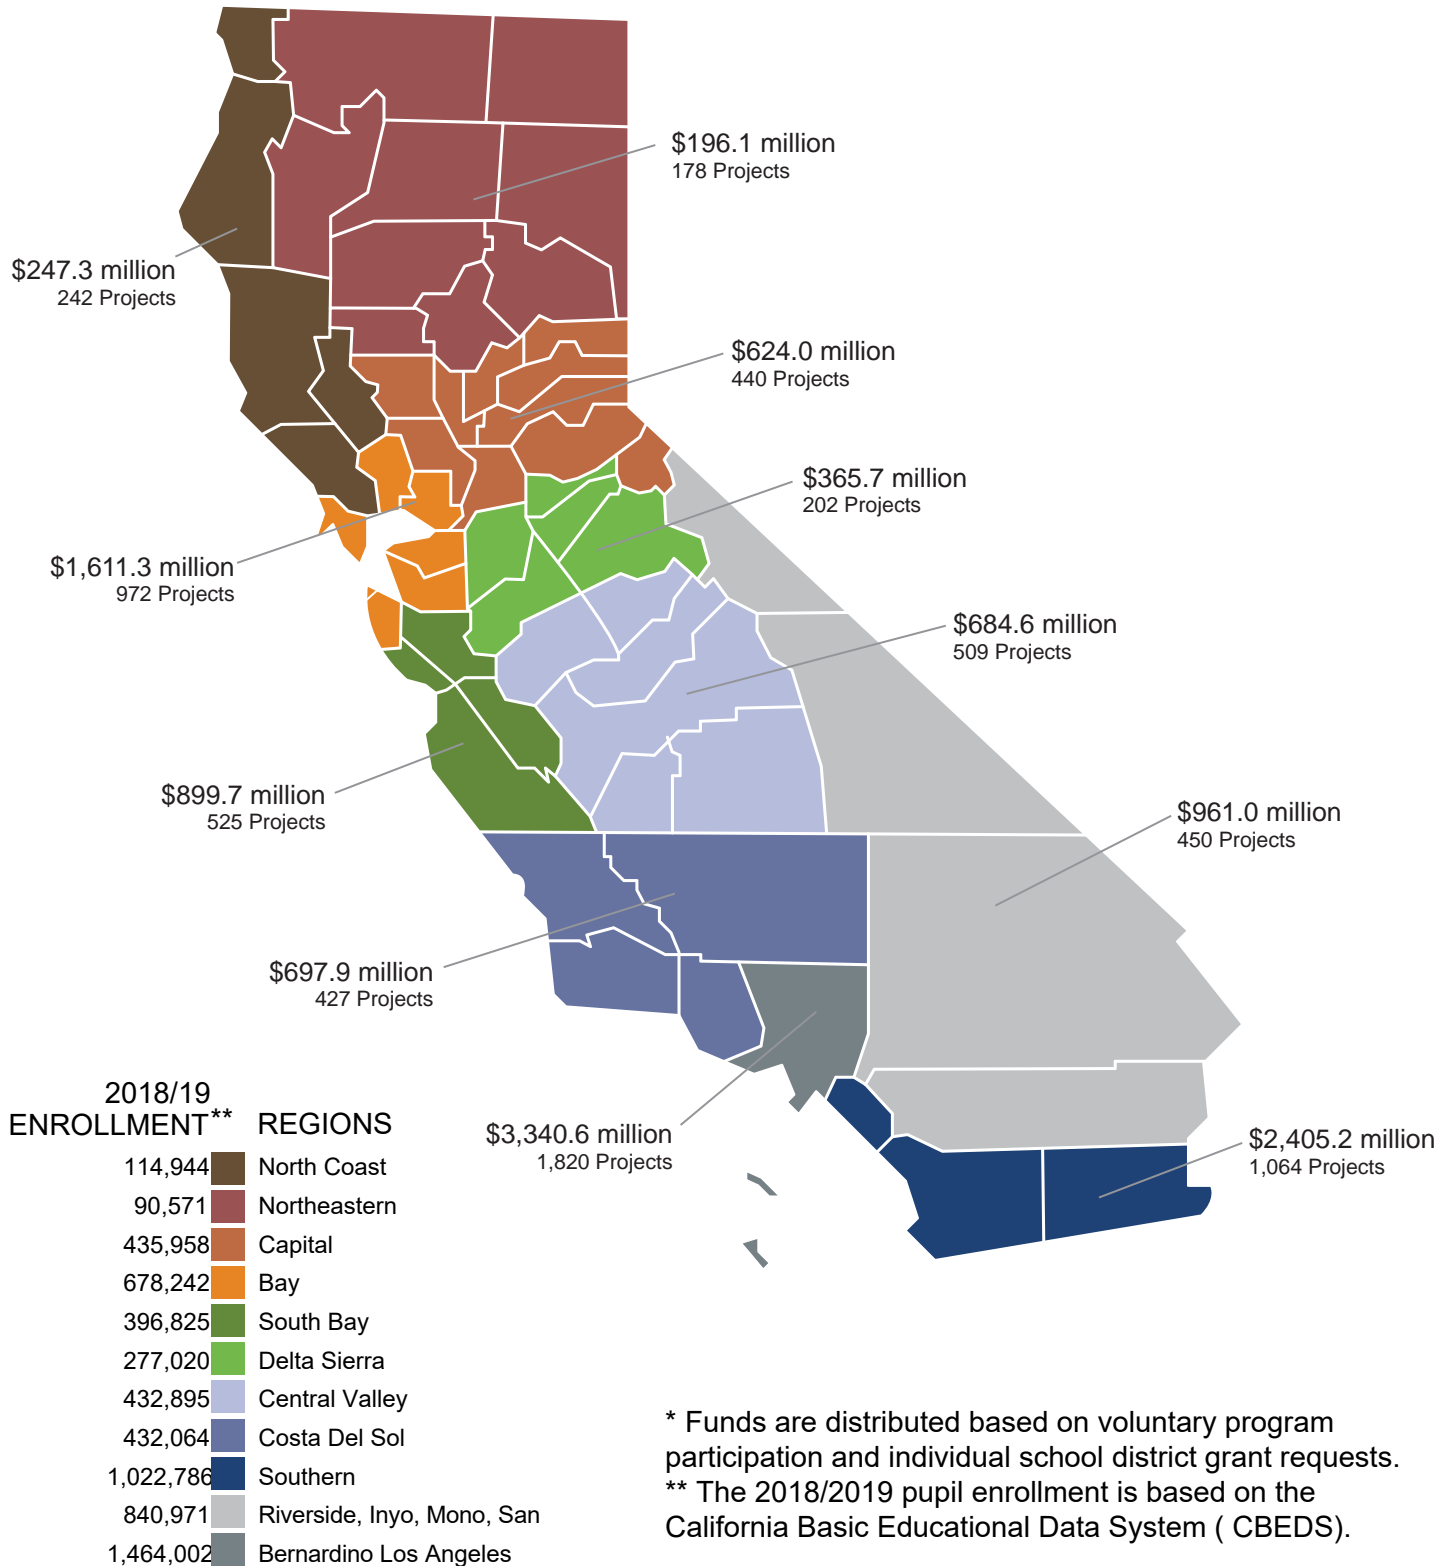 $196.1 million
178 Projects
$247.3 million
242 Projects
$624.0 million
440 Projects
$365.7 million
202 Projects
$1,611.3 million
972 Projects
$684.6 million
509 Projects
$899.7 million
525 Projects
$961.0 million
450 Projects
$697.9 million
427 Projects
$3,340.6 million
1,820 Projects
$2,405.2 million
1,064 Projects
2018/19
ENROLLMENT** REGIONS
114,944 North Coast
90,571 Northeastern
435,958 Capital
678,242 Bay
396,825 South Bay
277,020 Delta Sierra
432,895 Central Valley
432,064 Costa Del Sol
1,022,786 Southern
840,971 Riverside, Inyo, Mono, San
1,464,002 Bernardino Los Angeles
* Funds are distributed based on voluntary program
participation and individual school district grant requests.
** The 2018/2019 pupil enrollment is based on the
California Basic Educational Data System ( CBEDS).